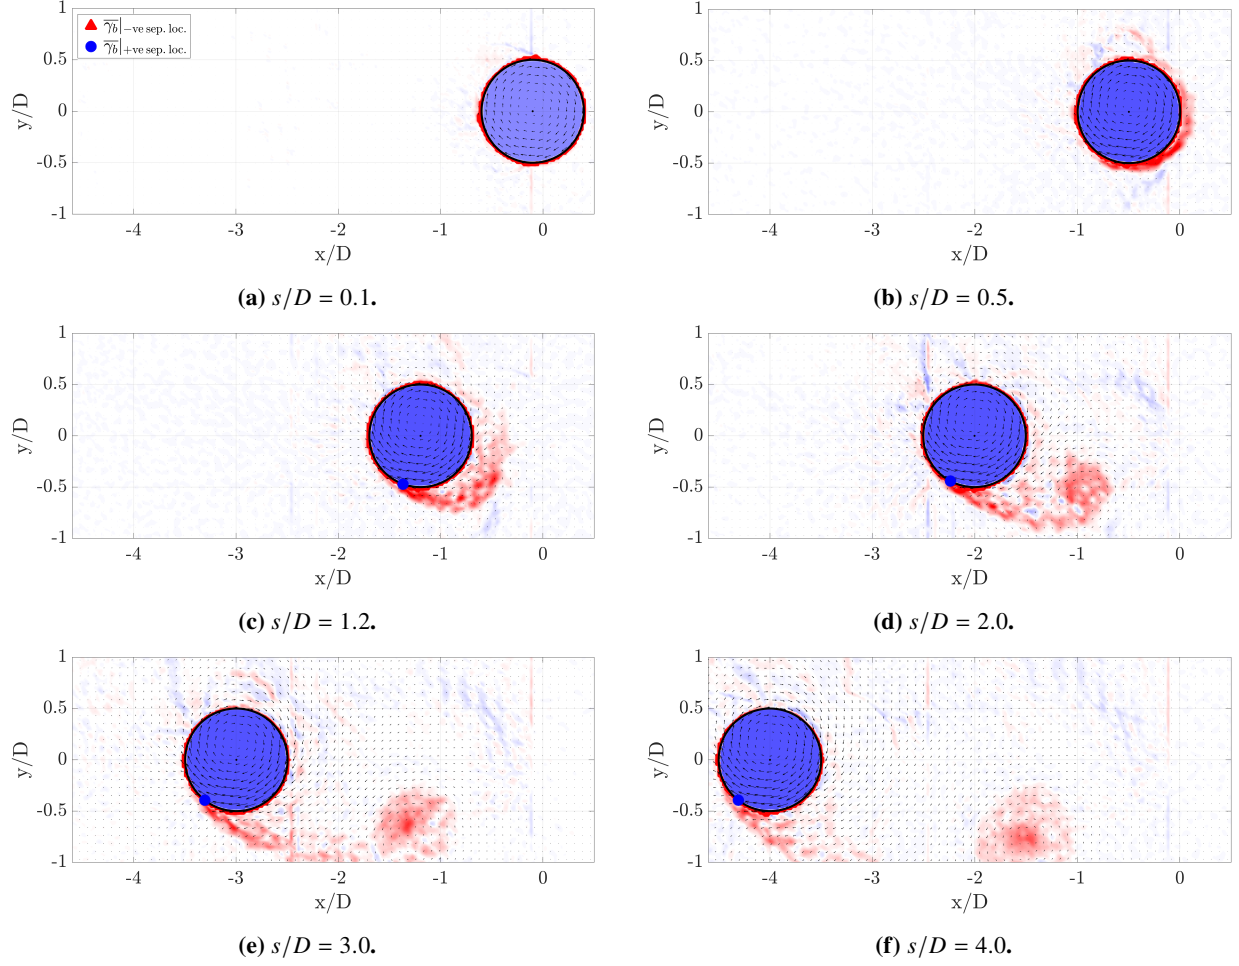 1
0.5
0
-0.5
-1
y/D
γ̅b|−ve sep. loc.
γ̅b|+ve sep. loc.
-4 -3 -2 -1 0
x/D
(a) s/D = 0.1.
1
0.5
0
-0.5
-1
y/D
-4 -3 -2 -1 0
x/D
(b) s/D = 0.5.
1
0.5
0
-0.5
-1
y/D
-4 -3 -2 -1 0
x/D
(c) s/D = 1.2.
1
0.5
0
-0.5
-1
y/D
-4 -3 -2 -1 0
x/D
(d) s/D = 2.0.
1
0.5
0
-0.5
-1
y/D
-4 -3 -2 -1 0
x/D
(e) s/D = 3.0.
1
0.5
0
-0.5
-1
y/D
-4 -3 -2 -1 0
x/D
(f) s/D = 4.0.